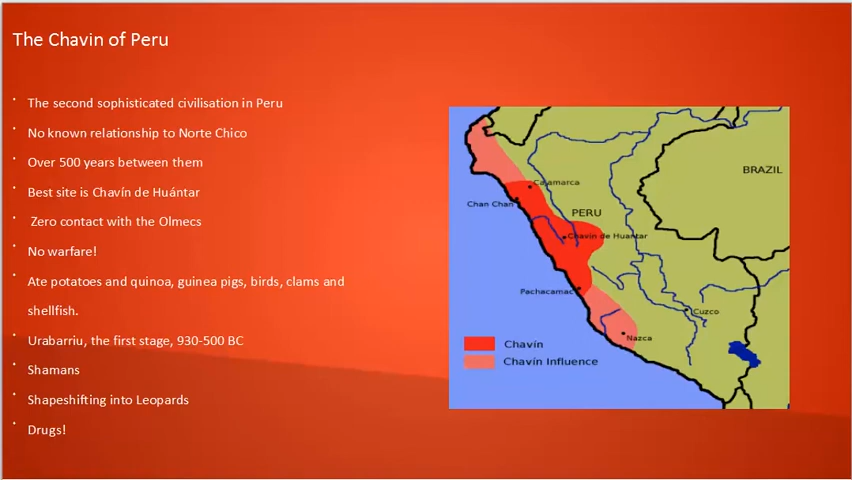 The Chavin of Peru
The second sophisticated civilisation in Peru
No known relationship to Norte Chico
Over 500 years between them
Best site is Chavín de Huántar
Zero contact with the Olmecs
No warfare!
Ate potatoes and quinoa, guinea pigs, birds, clams and
shellfish.
Urabarriu, the first stage, 930-500 BC
Shamans
Shapeshifting into Leopards
Drugs!
BRAZIL
Cajamarca
Chan Chan
PERU
Chavin de Huantar
Pachacamac
Cuzco
Nazca
Chavín
Chavín Influence